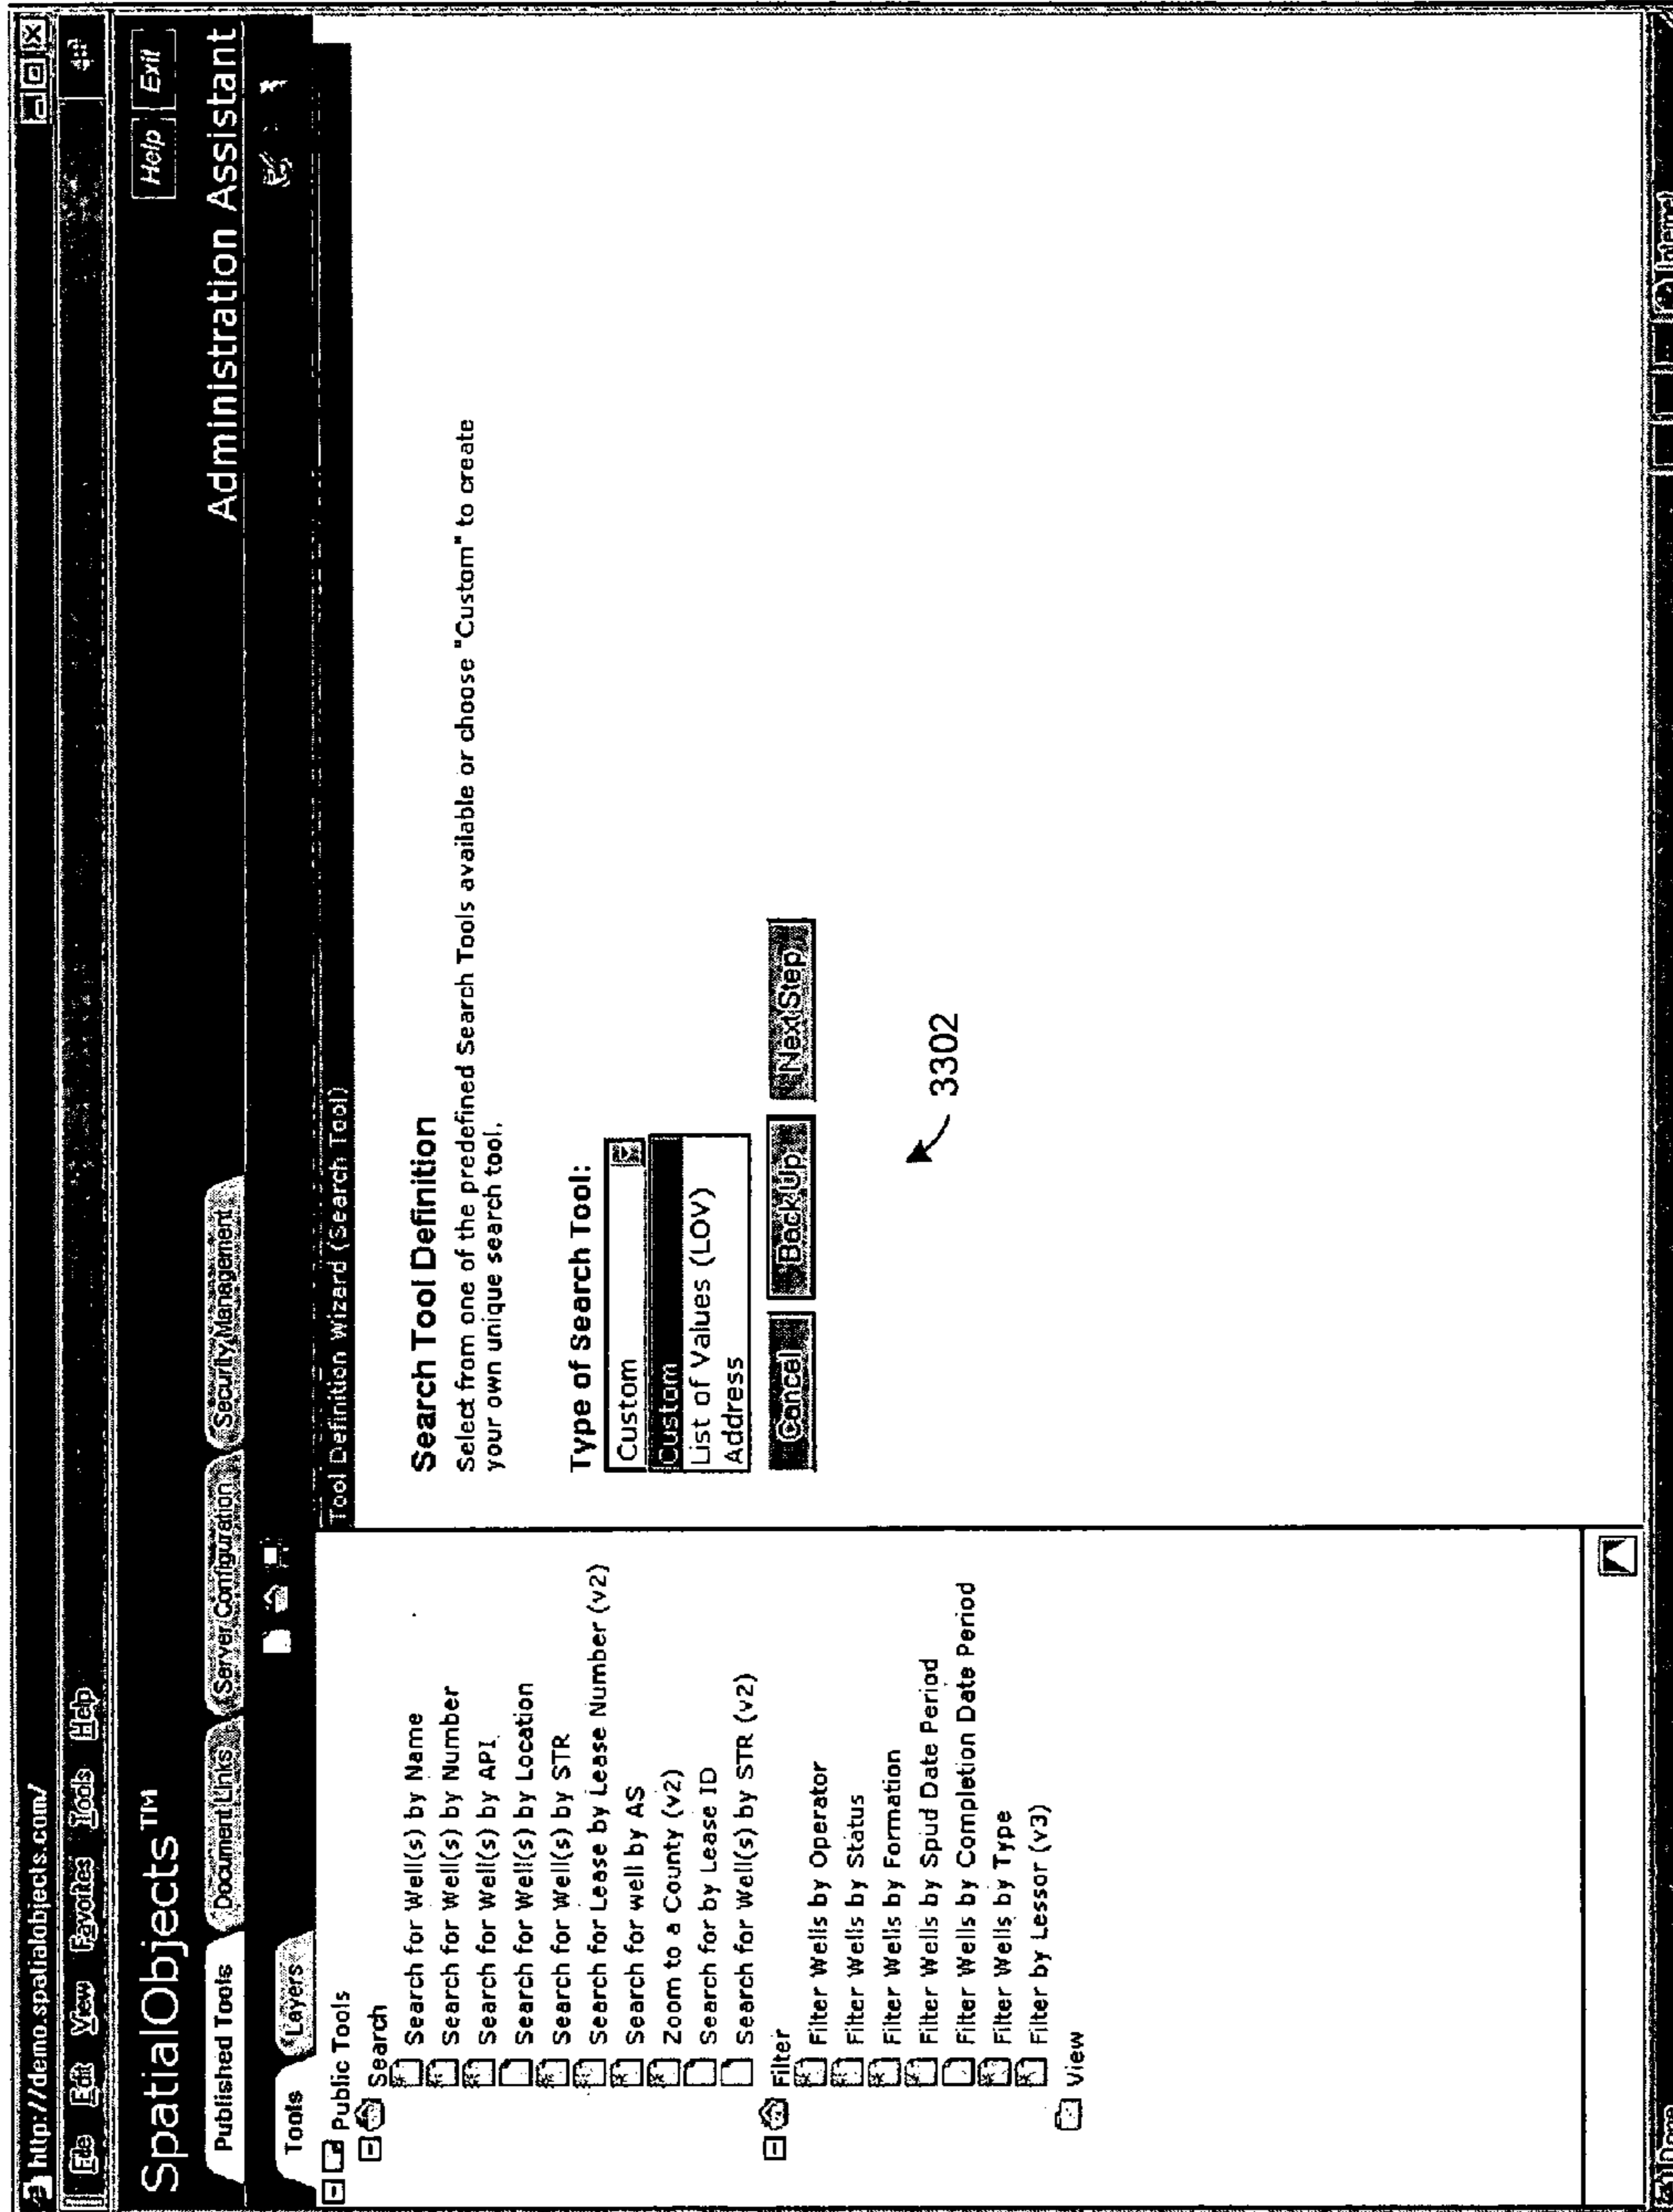 http://demo.spatialobjects.com/
File Edit View Favorites Tools Help
SpatialObjects™
Help Exit
Administration Assistant
Published Tools Document Links Server Configuration Security Management
Tools Layers
Public Tools
Search
Search for Well(s) by Name
Search for Well(s) by Number
Search for Well(s) by API
Search for Well(s) by Location
Search for Well(s) by STR
Search for Lease by Lease Number (v2)
Search for well by AS
Zoom to a County (v2)
Search for by Lease ID
Search for Well(s) by STR (v2)
Filter
Filter Wells by Operator
Filter Wells by Status
Filter Wells by Formation
Filter Wells by Spud Date Period
Filter Wells by Completion Date Period
Filter Wells by Type
Filter by Lessor (v3)
View
Tool Definition Wizard (Search Tool)
Search Tool Definition
Select from one of the predefined Search Tools available or choose "Custom" to create
your own unique search tool.
Type of Search Tool:
Custom
Custom
List of Values (LOV)
Address
Cancel Back Up Next Step
3302
Done
Internet